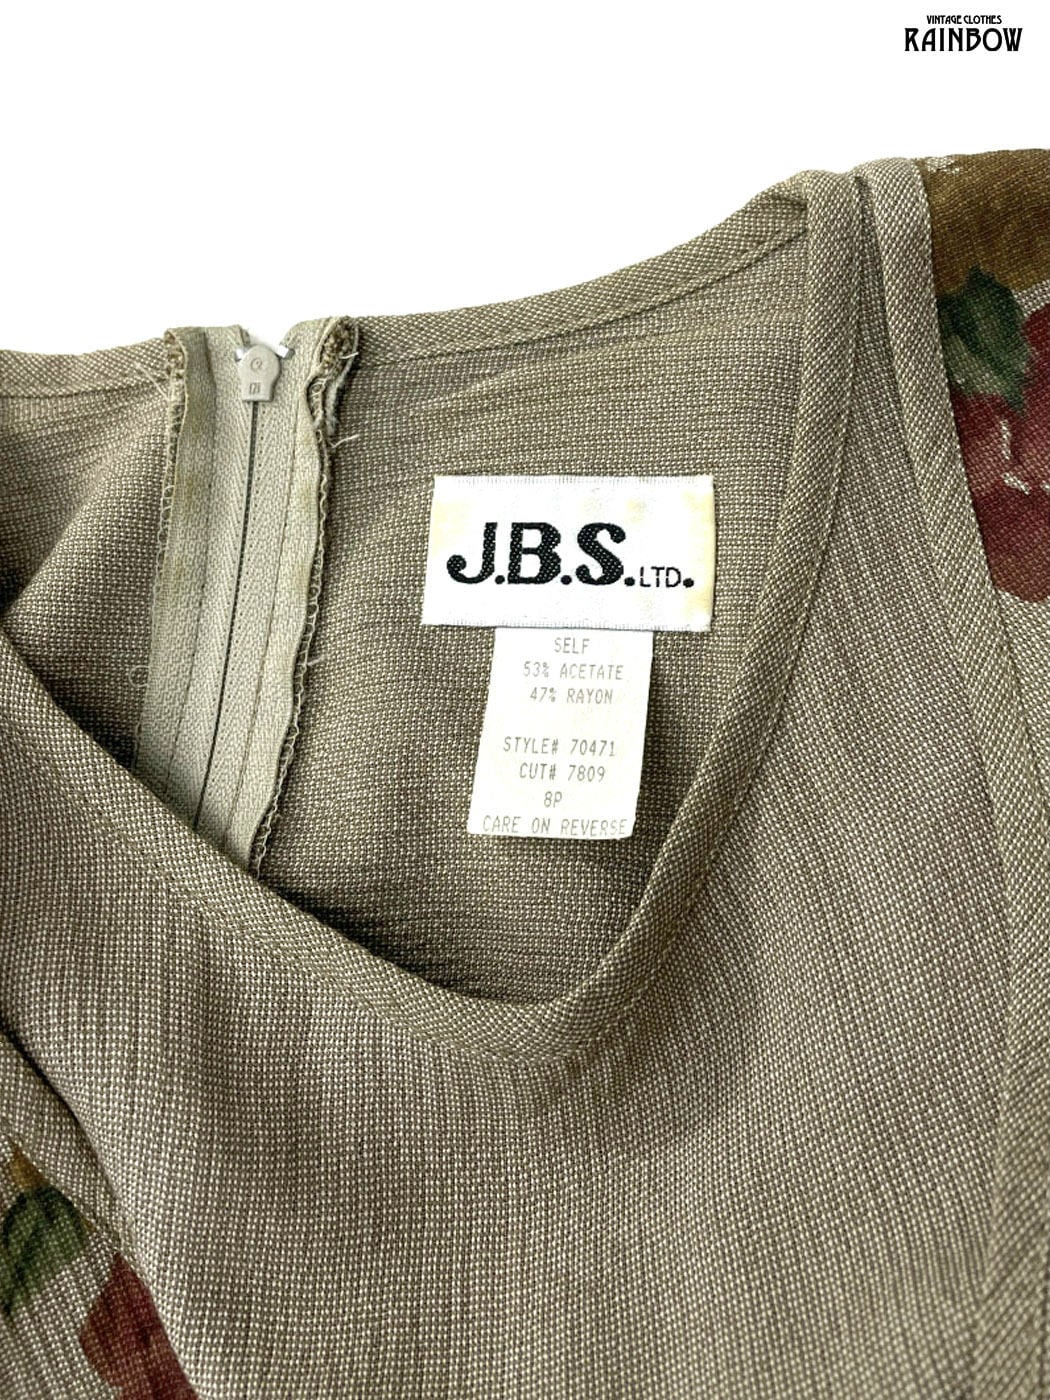 VINTAGE CLOTHES
RAINBOW
J.B.S. LTD.
SELF
53% ACETATE
47% RAYON
STYLE# 70471
CUT# 7809
8P
CARE ON REVERSE